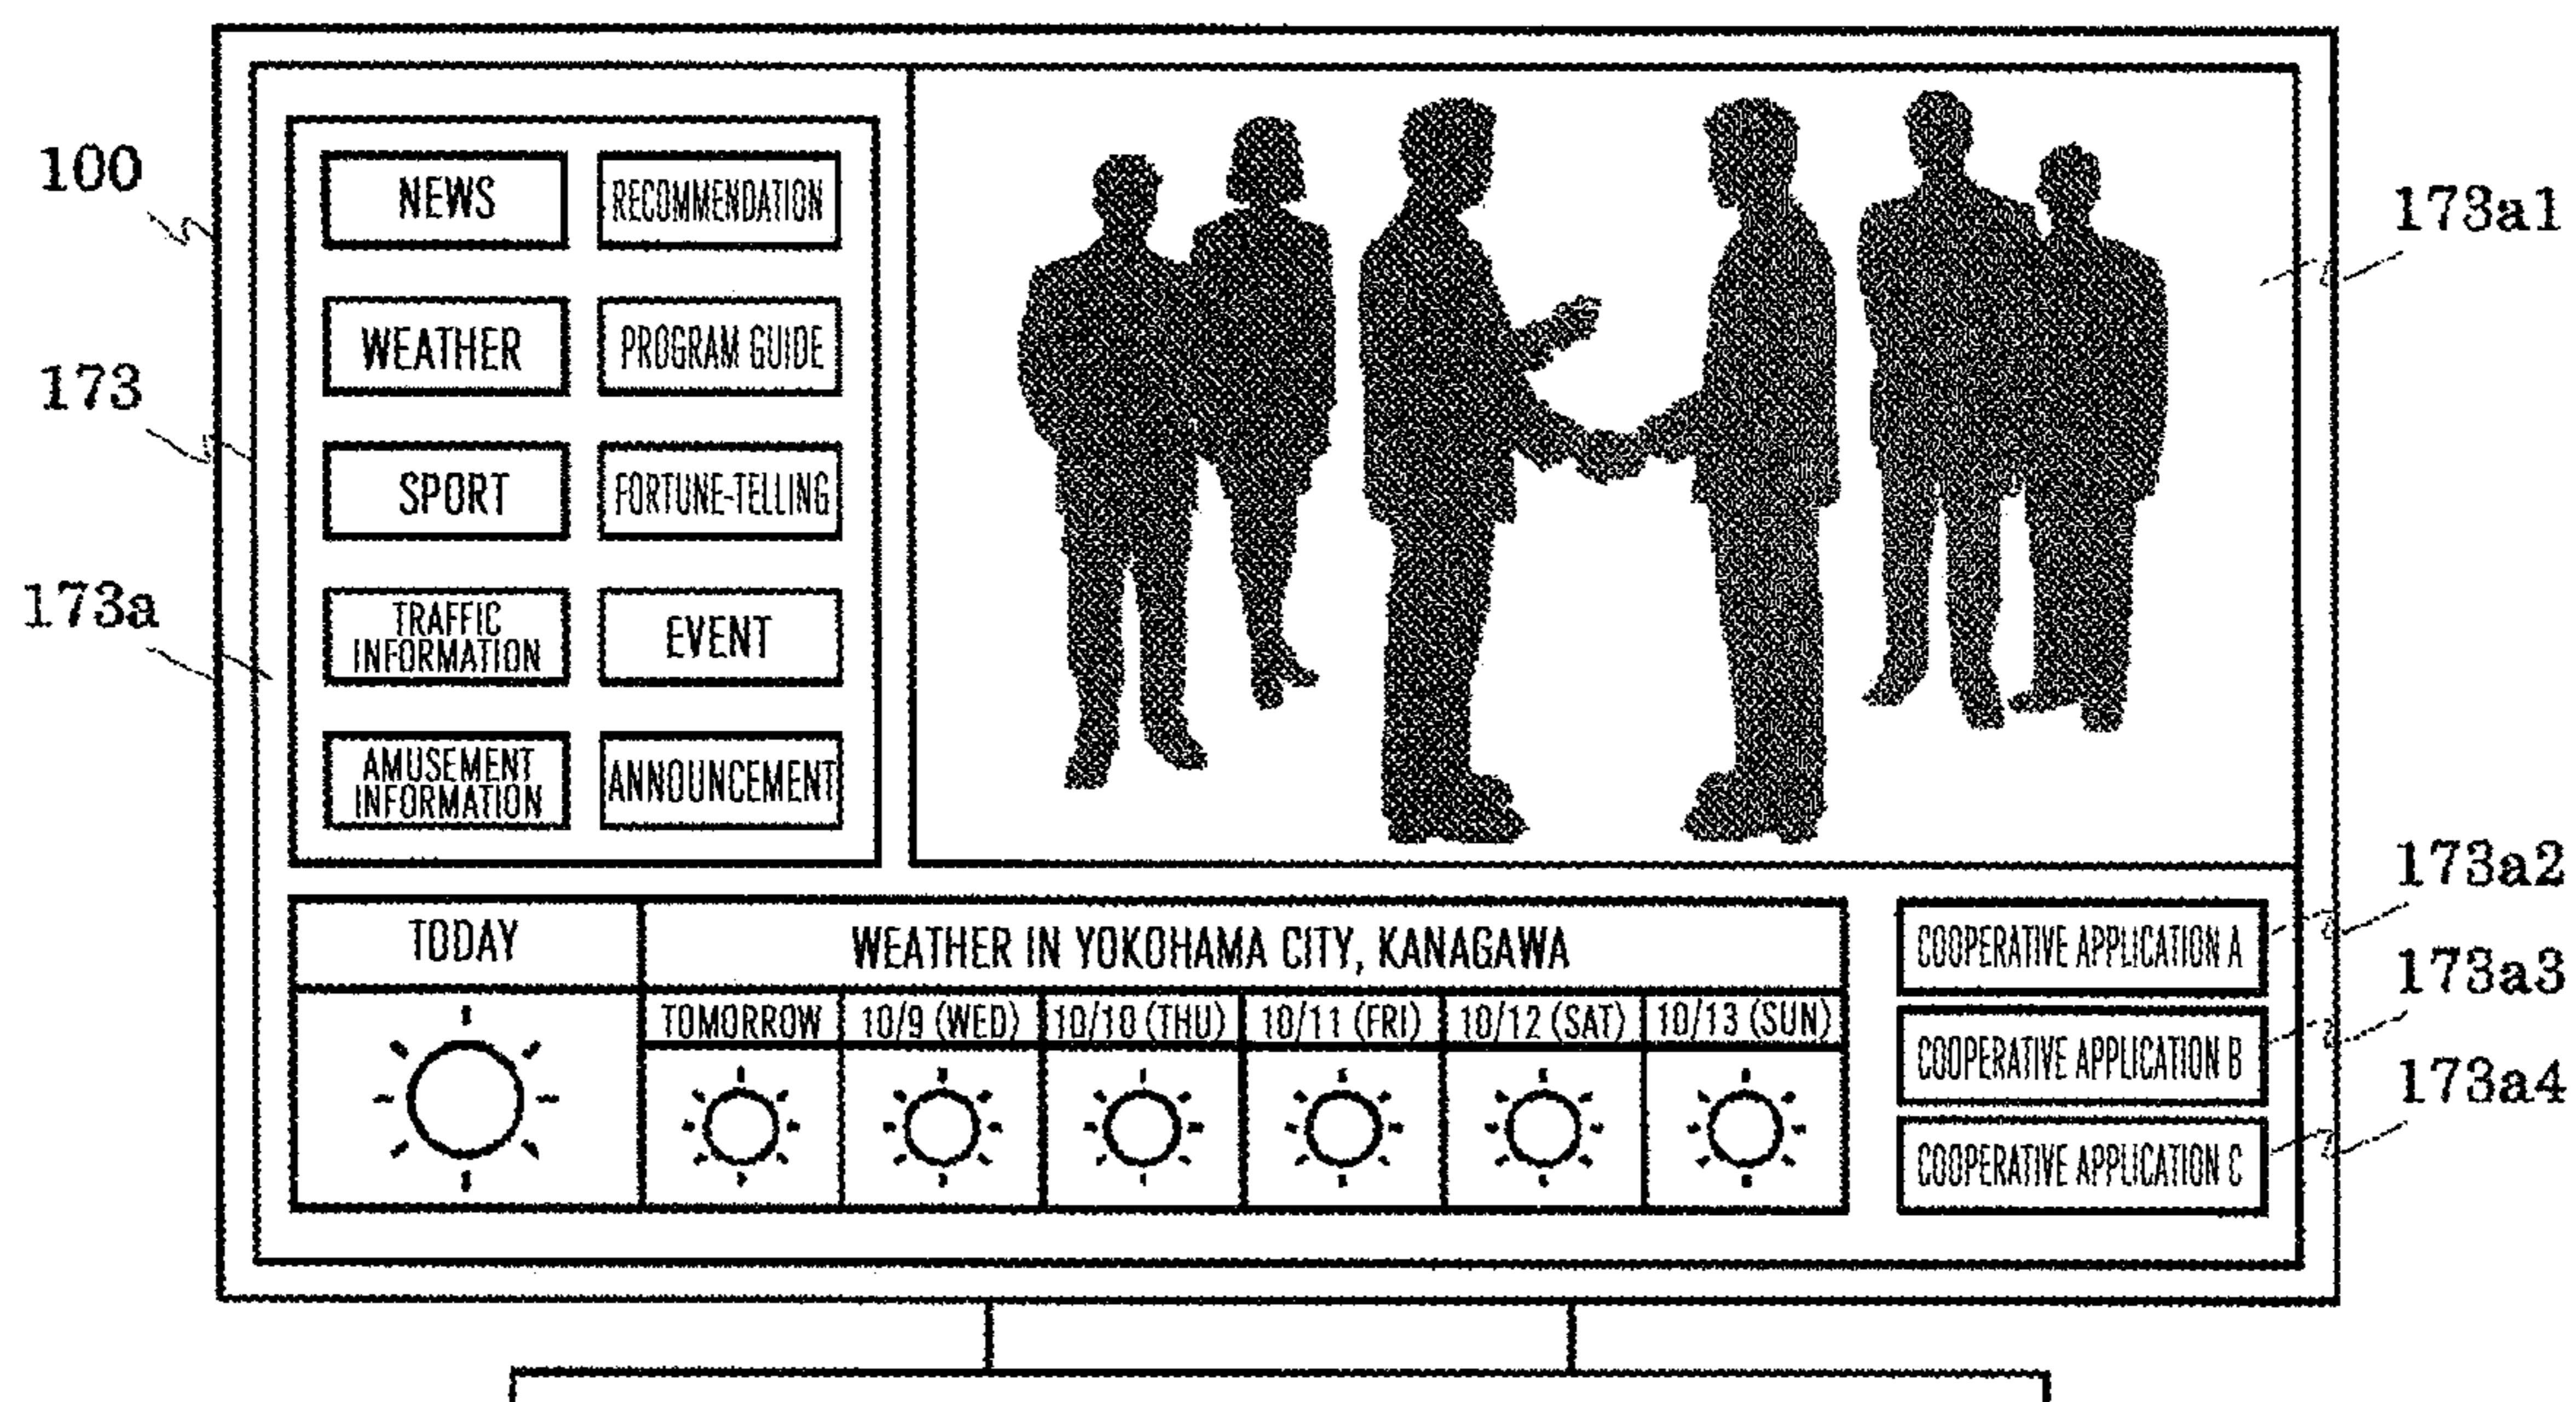 100
173
173a
NEWS
RECOMMENDATION
WEATHER
PROGRAM GUIDE
SPORT
FORTUNE-TELLING
TRAFFIC
INFORMATION
EVENT
AMUSEMENT
INFORMATION
ANNOUNCEMENT
173a1
TODAY
WEATHER IN YOKOHAMA CITY, KANAGAWA
TOMORROW 10/9 (WED) 10/10 (THU) 10/11 (FRI) 10/12 (SAT) 10/13 (SUN)
COOPERATIVE APPLICATION A
COOPERATIVE APPLICATION B
COOPERATIVE APPLICATION C
173a2
173a3
173a4